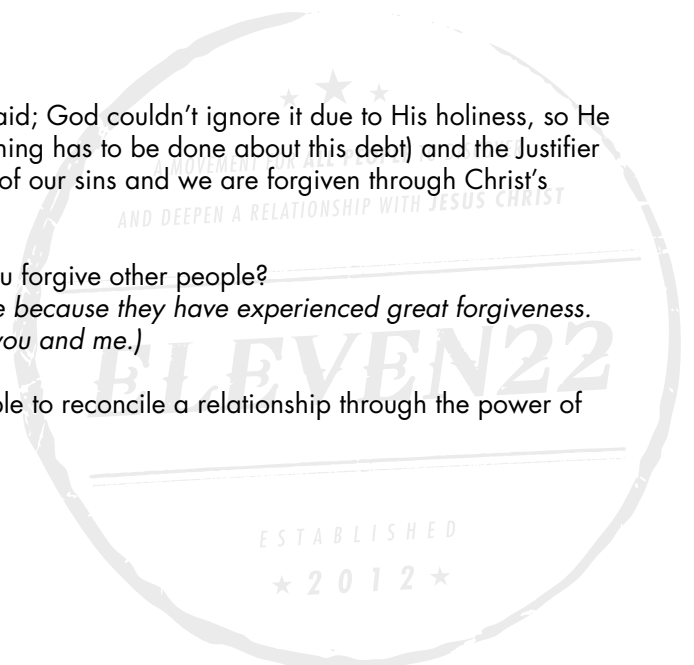 aid; God couldn't ignore it due to His holiness, so He
ning has to be done about this debt) and the Justifier
A MOVEMENT FOR ALL PEOPLE
of our sins and we are forgiven through Christ's
AND DEEPEN A RELATIONSHIP WITH JESUS CHRIST
u forgive other people?
e because they have experienced great forgiveness.
you and me.)
ELEVEN22
ple to reconcile a relationship through the power of
ESTABLISHED
★ 2012 ★